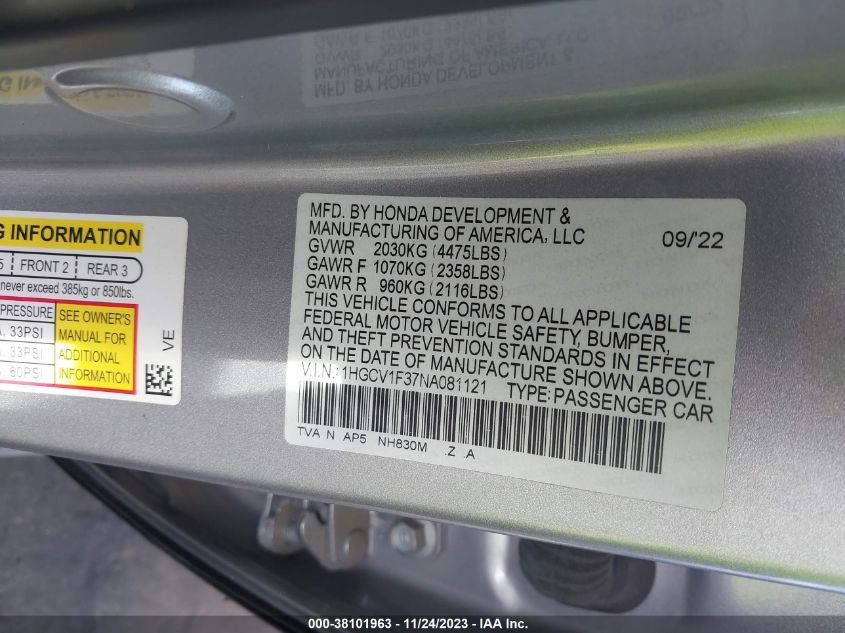 MFD. BY HONDA DEVELOPMENT &
MANUFACTURING OF AMERICA, LLC 09/'22
GVWR 2030KG (4475LBS)
GAWR F 1070KG (2358LBS)
GAWR R 960KG (2116LBS)
THIS VEHICLE CONFORMS TO ALL APPLICABLE
FEDERAL MOTOR VEHICLE SAFETY, BUMPER,
AND THEFT PREVENTION STANDARDS IN EFFECT
ON THE DATE OF MANUFACTURE SHOWN ABOVE.
V.I.N.: 1HGCV1F37NA081121 TYPE: PASSENGER CAR
TVA N AP5 NH830M .Z .A
G INFORMATION
5 FRONT 2 REAR 3
never exceed 385kg or 850lbs.
PRESSURE SEE OWNER'S
33PSI MANUAL FOR
33PSI ADDITIONAL
60PSI INFORMATION
VE
000-38101963 - 11/24/2023 - IAA Inc.